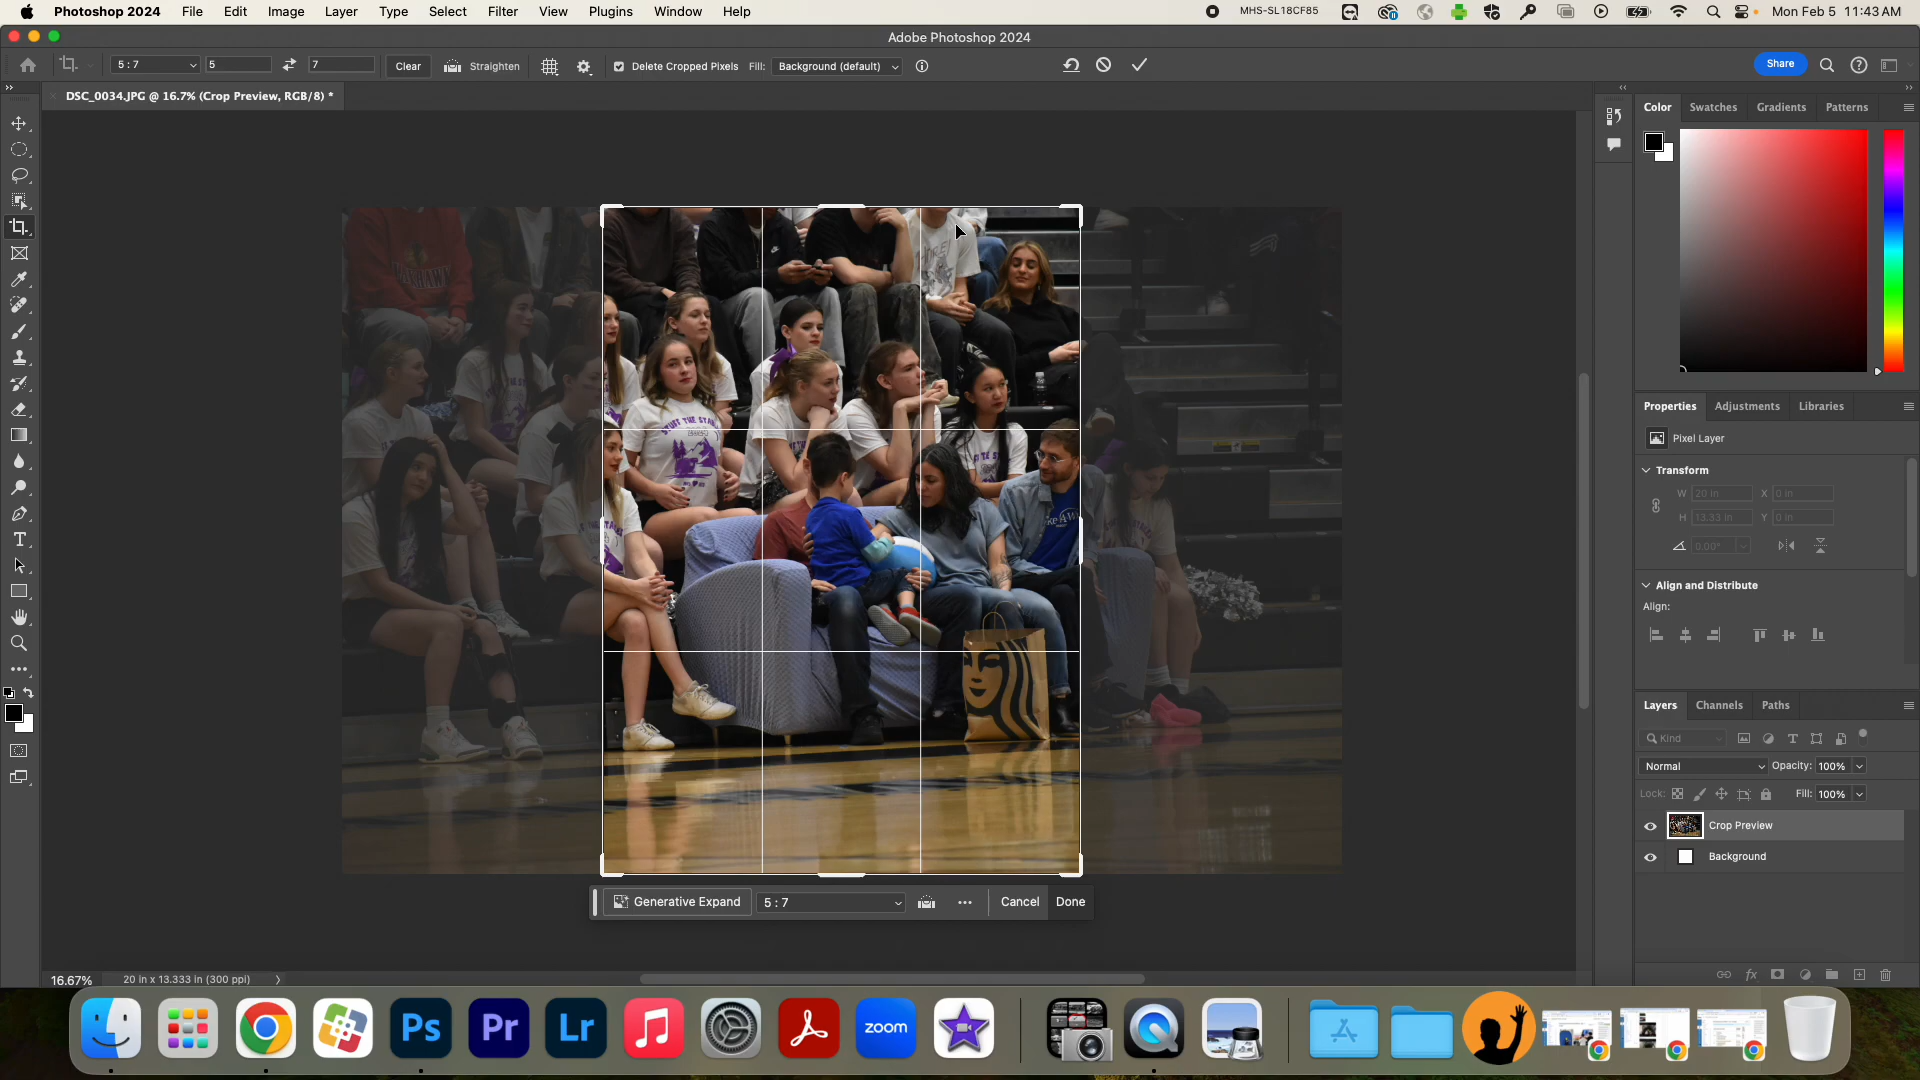 Photoshop 2024 File Edit Image Layer Type Select Filter View Plugins Window Help MHS-SL18CF85 Mon Feb 5 11:43 AM
Adobe Photoshop 2024
5 : 7 5 7 Clear Straighten Delete Cropped Pixels Fill: Background (default) Share
DSC_0034.JPG @ 16.7% (Crop Preview, RGB/8) *
Color Swatches Gradients Patterns
Properties Adjustments Libraries
Pixel Layer
Transform
W 20 in X 0 in
H 13.33 in Y 0 in
0.00°
Align and Distribute
Align:
Layers Channels Paths
Kind
Normal Opacity: 100%
Lock: Fill: 100%
Crop Preview
Background
Generative Expand 5 : 7 Cancel Done
16.67% 20 in x 13.333 in (300 ppi)
Ps Pr Lr zoom